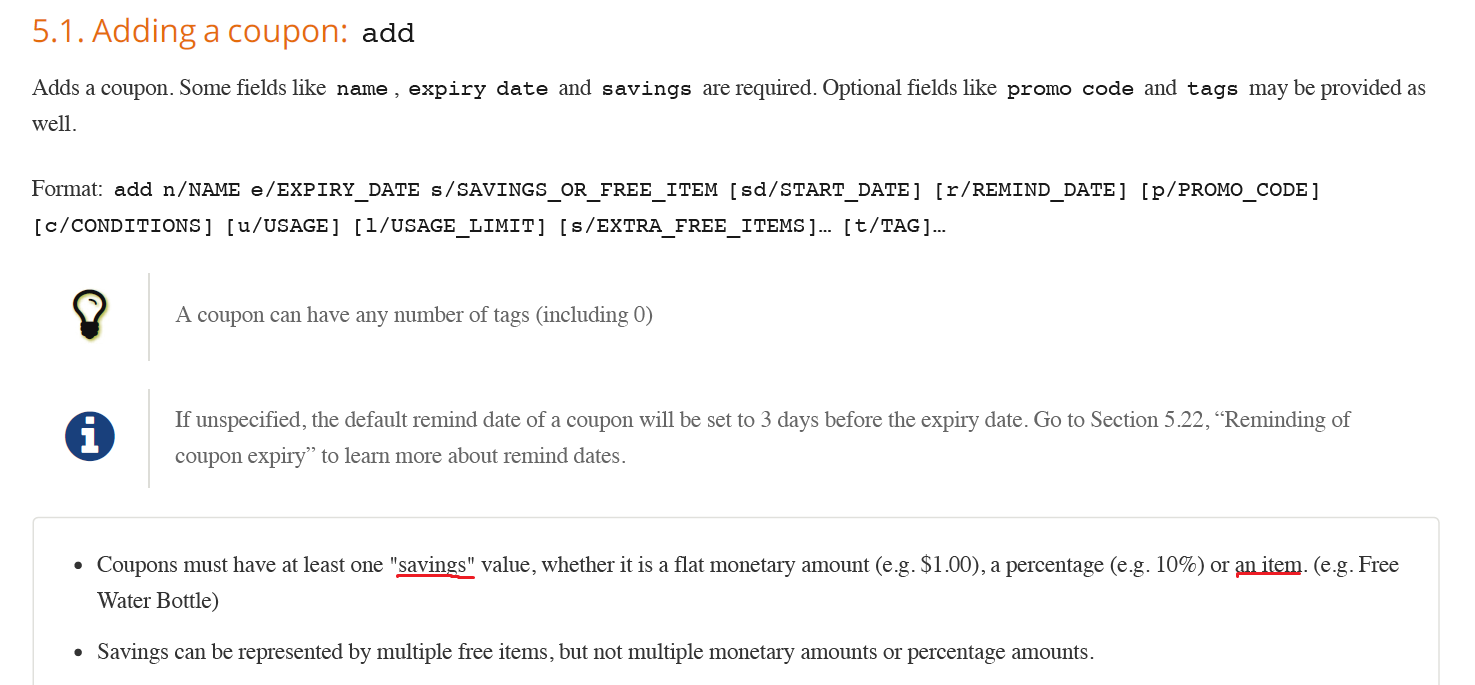 5.1. Adding a coupon: add
Adds a coupon. Some fields like name , expiry date and savings are required. Optional fields like promo code and tags may be provided as
well.
Format: add n/NAME e/EXPIRY_DATE s/SAVINGS_OR_FREE_ITEM [sd/START_DATE] [r/REMIND_DATE] [p/PROMO_CODE]
[c/CONDITIONS] [u/USAGE] [l/USAGE_LIMIT] [s/EXTRA_FREE_ITEMS]… [t/TAG]…
A coupon can have any number of tags (including 0)
If unspecified, the default remind date of a coupon will be set to 3 days before the expiry date. Go to Section 5.22, “Reminding of
coupon expiry” to learn more about remind dates.
• Coupons must have at least one "savings" value, whether it is a flat monetary amount (e.g. $1.00), a percentage (e.g. 10%) or an item. (e.g. Free
Water Bottle)
• Savings can be represented by multiple free items, but not multiple monetary amounts or percentage amounts.